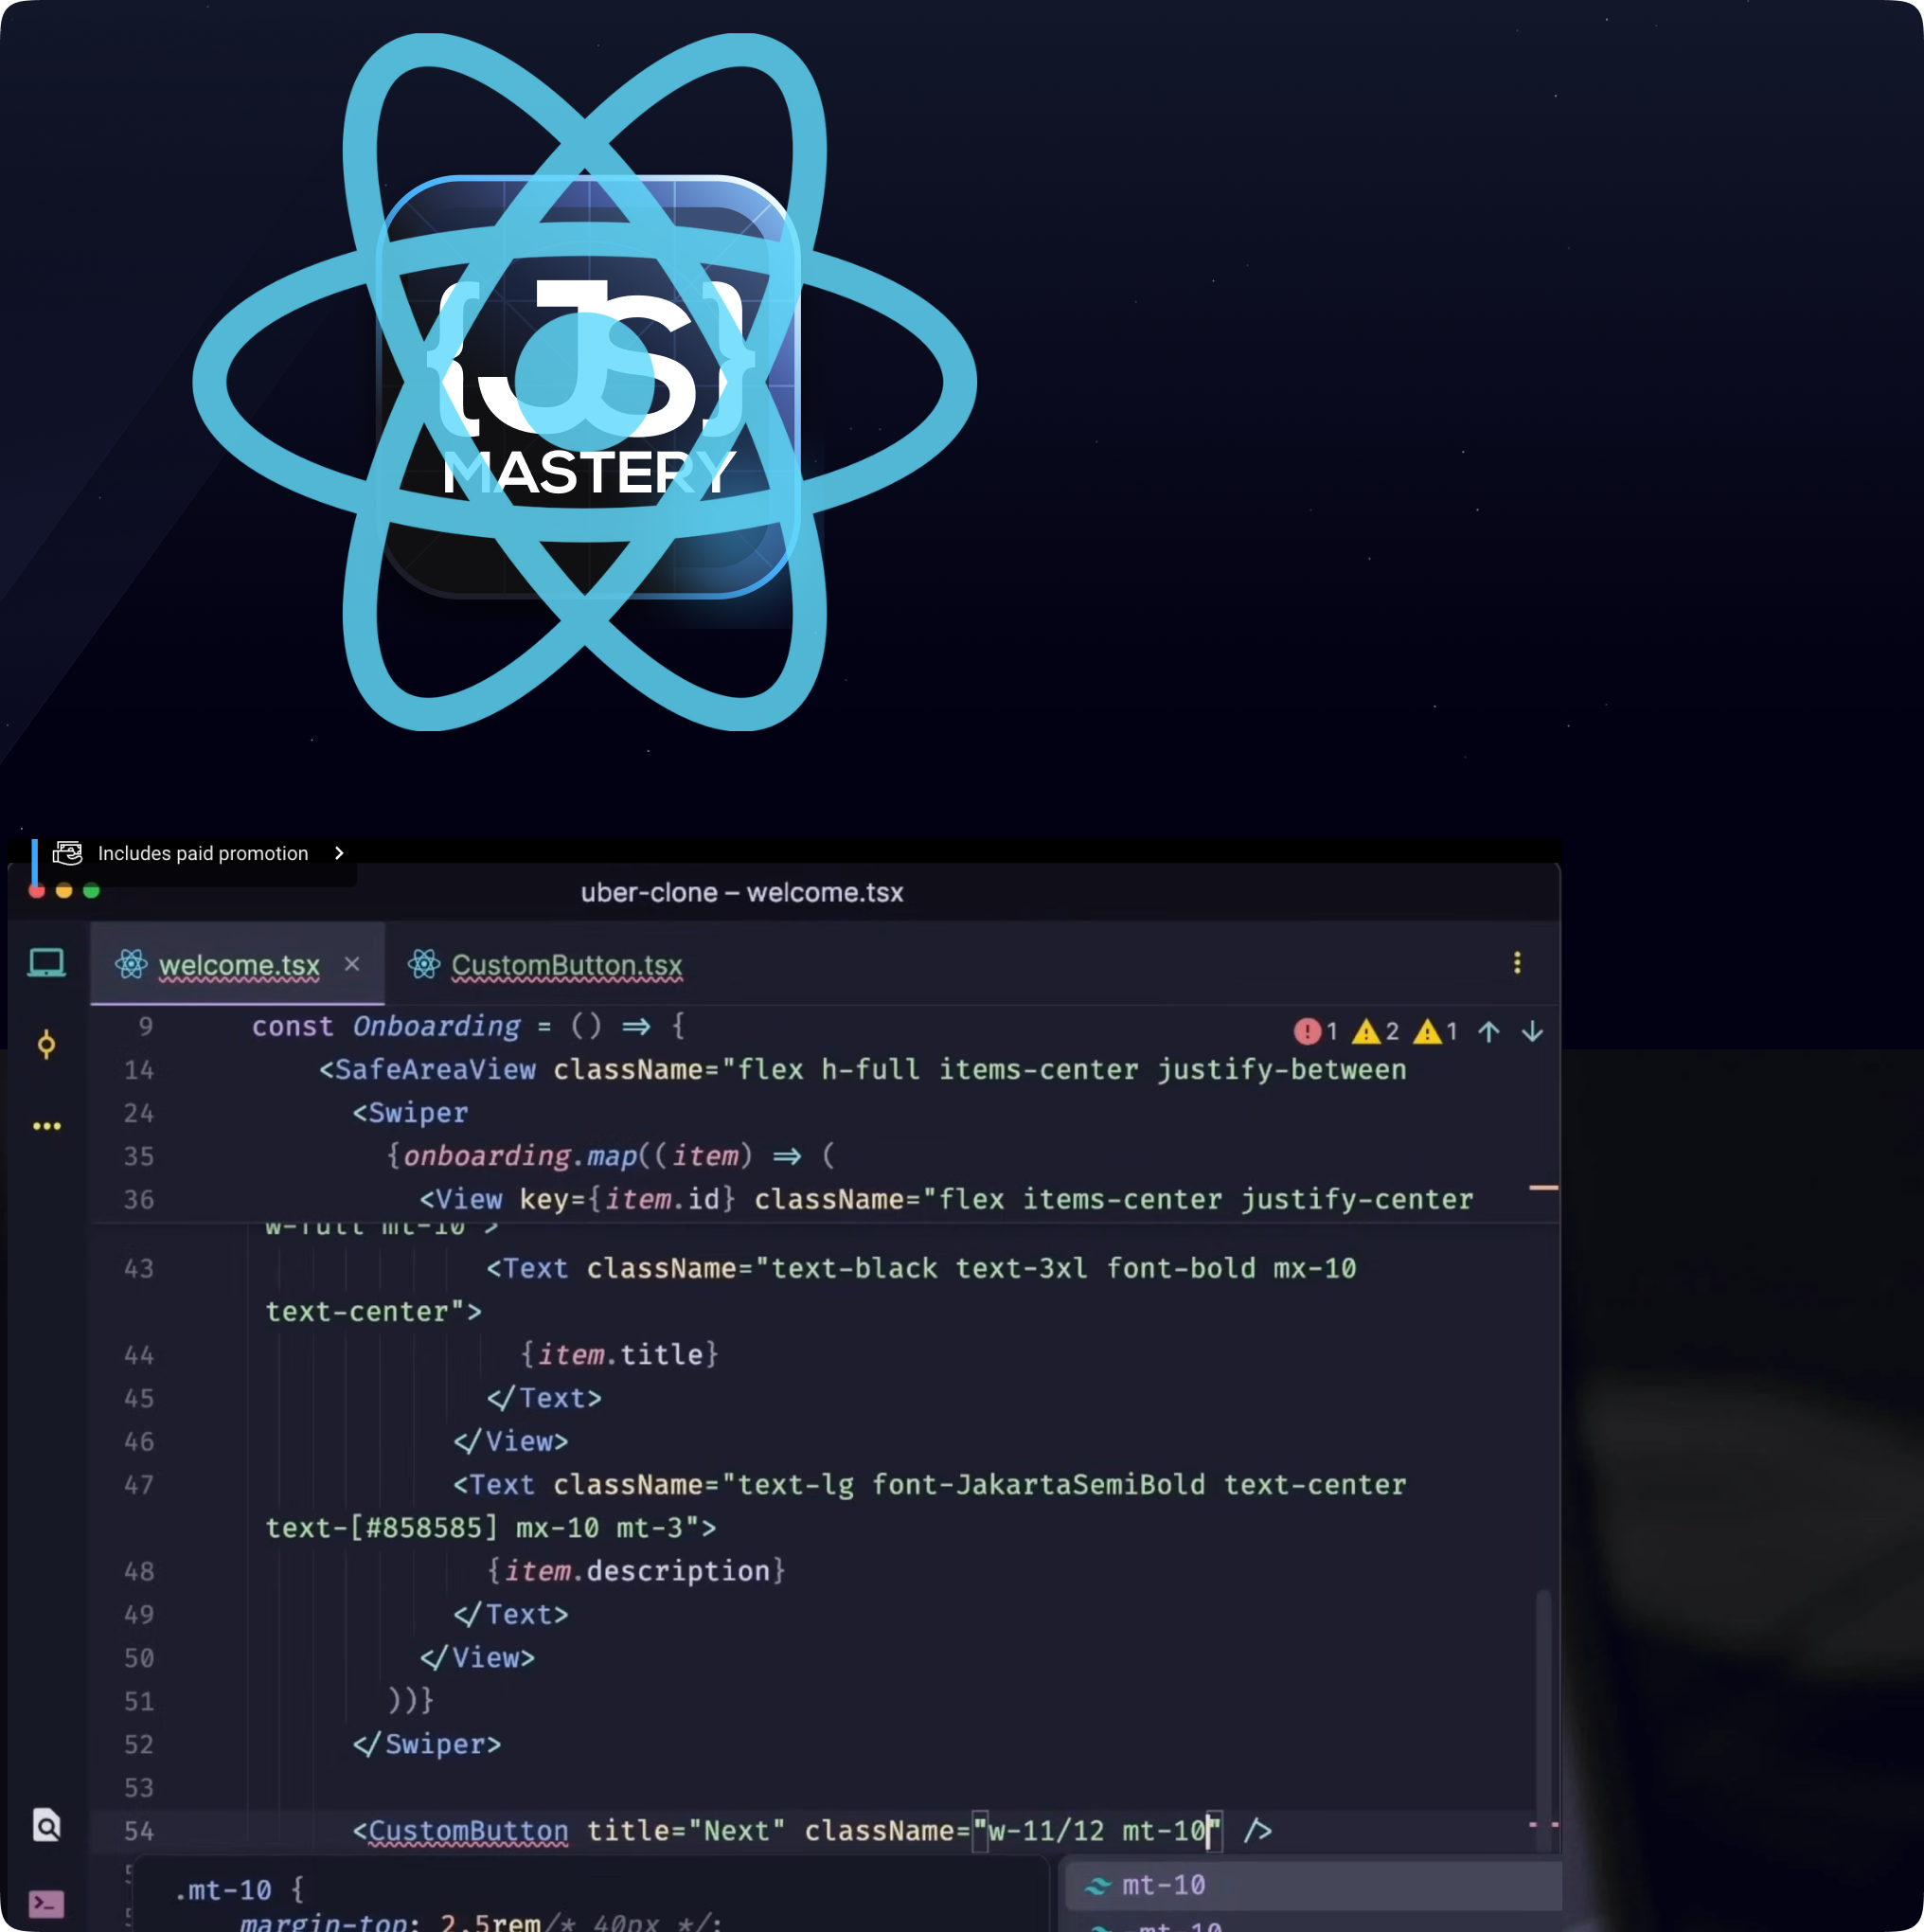 {JS}
MASTERY
Includes paid promotion
uber-clone – welcome.tsx
welcome.tsx × CustomButton.tsx
9 const Onboarding = () => {
1 2 1
14 <SafeAreaView className="flex h-full items-center justify-between
24 <Swiper
35 {onboarding.map((item) => (
36 <View key={item.id} className="flex items-center justify-center
w-full mt-10">
43 <Text className="text-black text-3xl font-bold mx-10
text-center">
44 {item.title}
45 </Text>
46 </View>
47 <Text className="text-lg font-JakartaSemiBold text-center
text-[#858585] mx-10 mt-3">
48 {item.description}
49 </Text>
50 </View>
51 ))}
52 </Swiper>
53
54 <CustomButton title="Next" className="w-11/12 mt-10" />
.mt-10 {
margin-top: 2.5rem/* 40px */;
mt-10
-mt-10